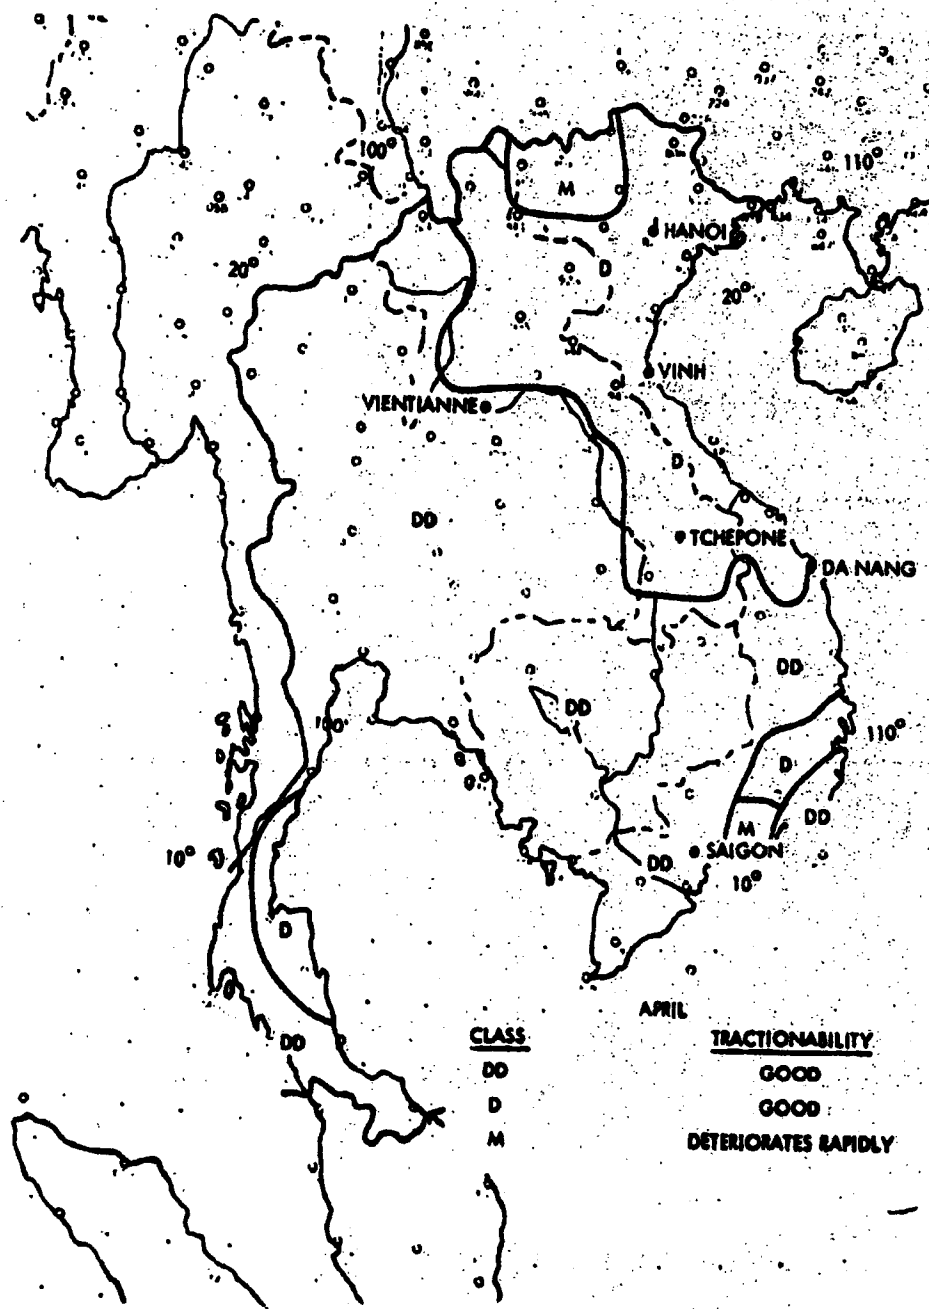 100°
110°
M
HANOI
20°
D
20°
VINH
VIENTIANNE
D
DD
TCHEPONE
DA NANG
DD
DD
100°
110°
D
DD
M
10°
SAIGON
DD
10°
D
APRIL
DD
CLASS TRACTIONABILITY
DD GOOD
D GOOD
M DETERIORATES RAPIDLY